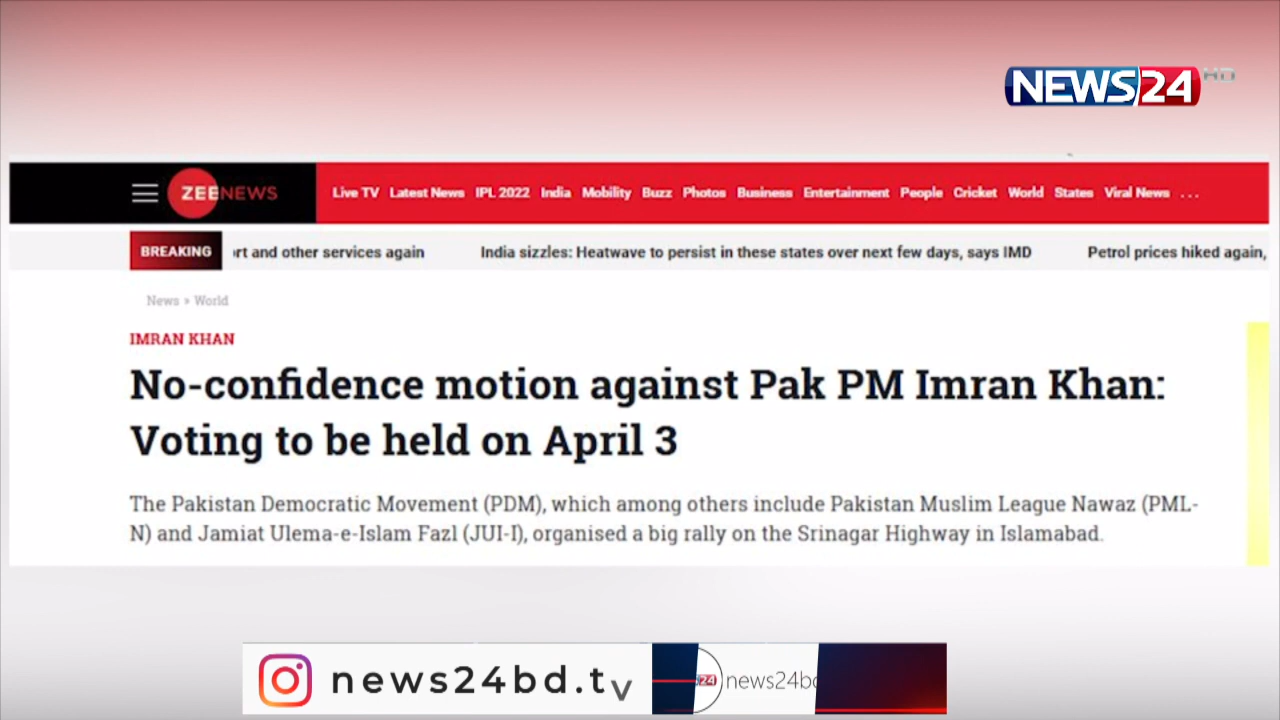 NEWS24 HD
ZEENEWS
Live TV Latest News IPL 2022 India Mobility Buzz Photos Business Entertainment People Cricket World States Viral News ...
BREAKING rt and other services again India sizzles: Heatwave to persist in these states over next few days, says IMD Petrol prices hiked again,
News » World
IMRAN KHAN
No-confidence motion against Pak PM Imran Khan:
Voting to be held on April 3
The Pakistan Democratic Movement (PDM), which among others include Pakistan Muslim League Nawaz (PML-
N) and Jamiat Ulema-e-Islam Fazl (JUI-I), organised a big rally on the Srinagar Highway in Islamabad.
news24bd.tv 24 news24bd